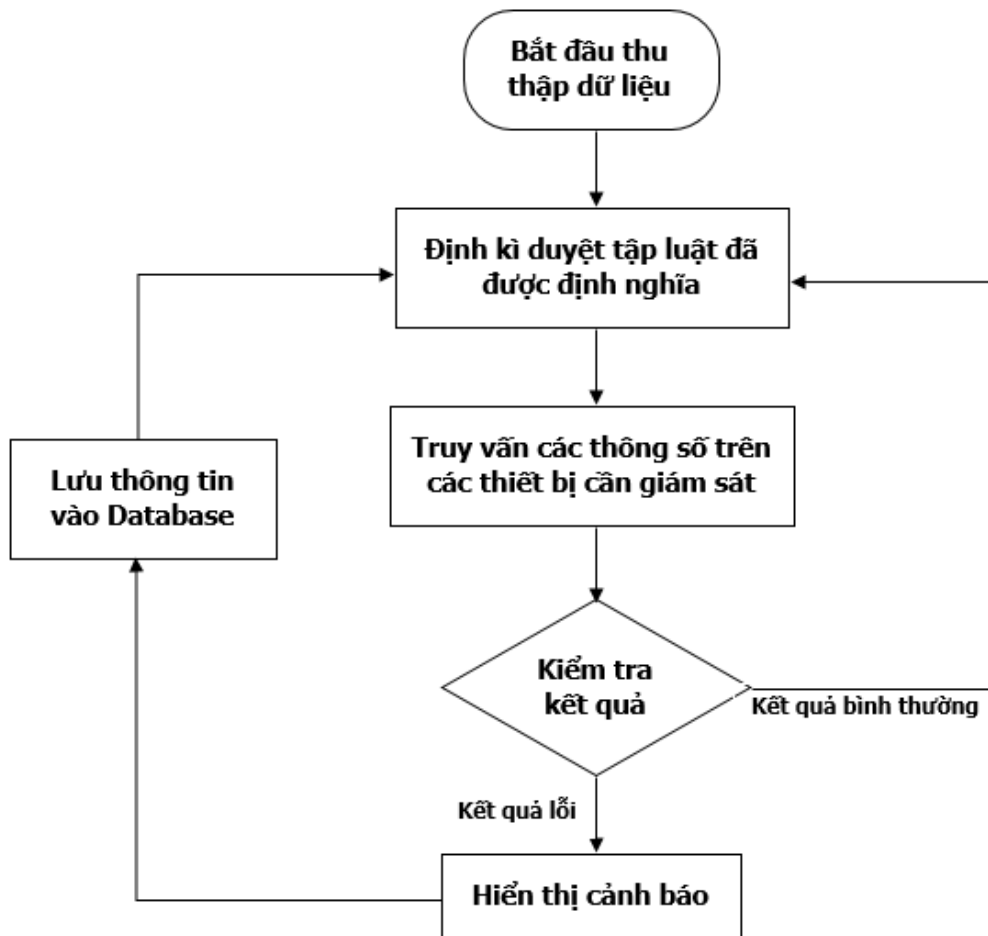 Bắt đầu thu
thập dữ liệu
Định kì duyệt tập luật đã
được định nghĩa
Truy vấn các thông số trên
các thiết bị cần giám sát
Lưu thông tin
vào Database
Kiểm tra
kết quả
Kết quả bình thường
Kết quả lỗi
Hiển thị cảnh báo